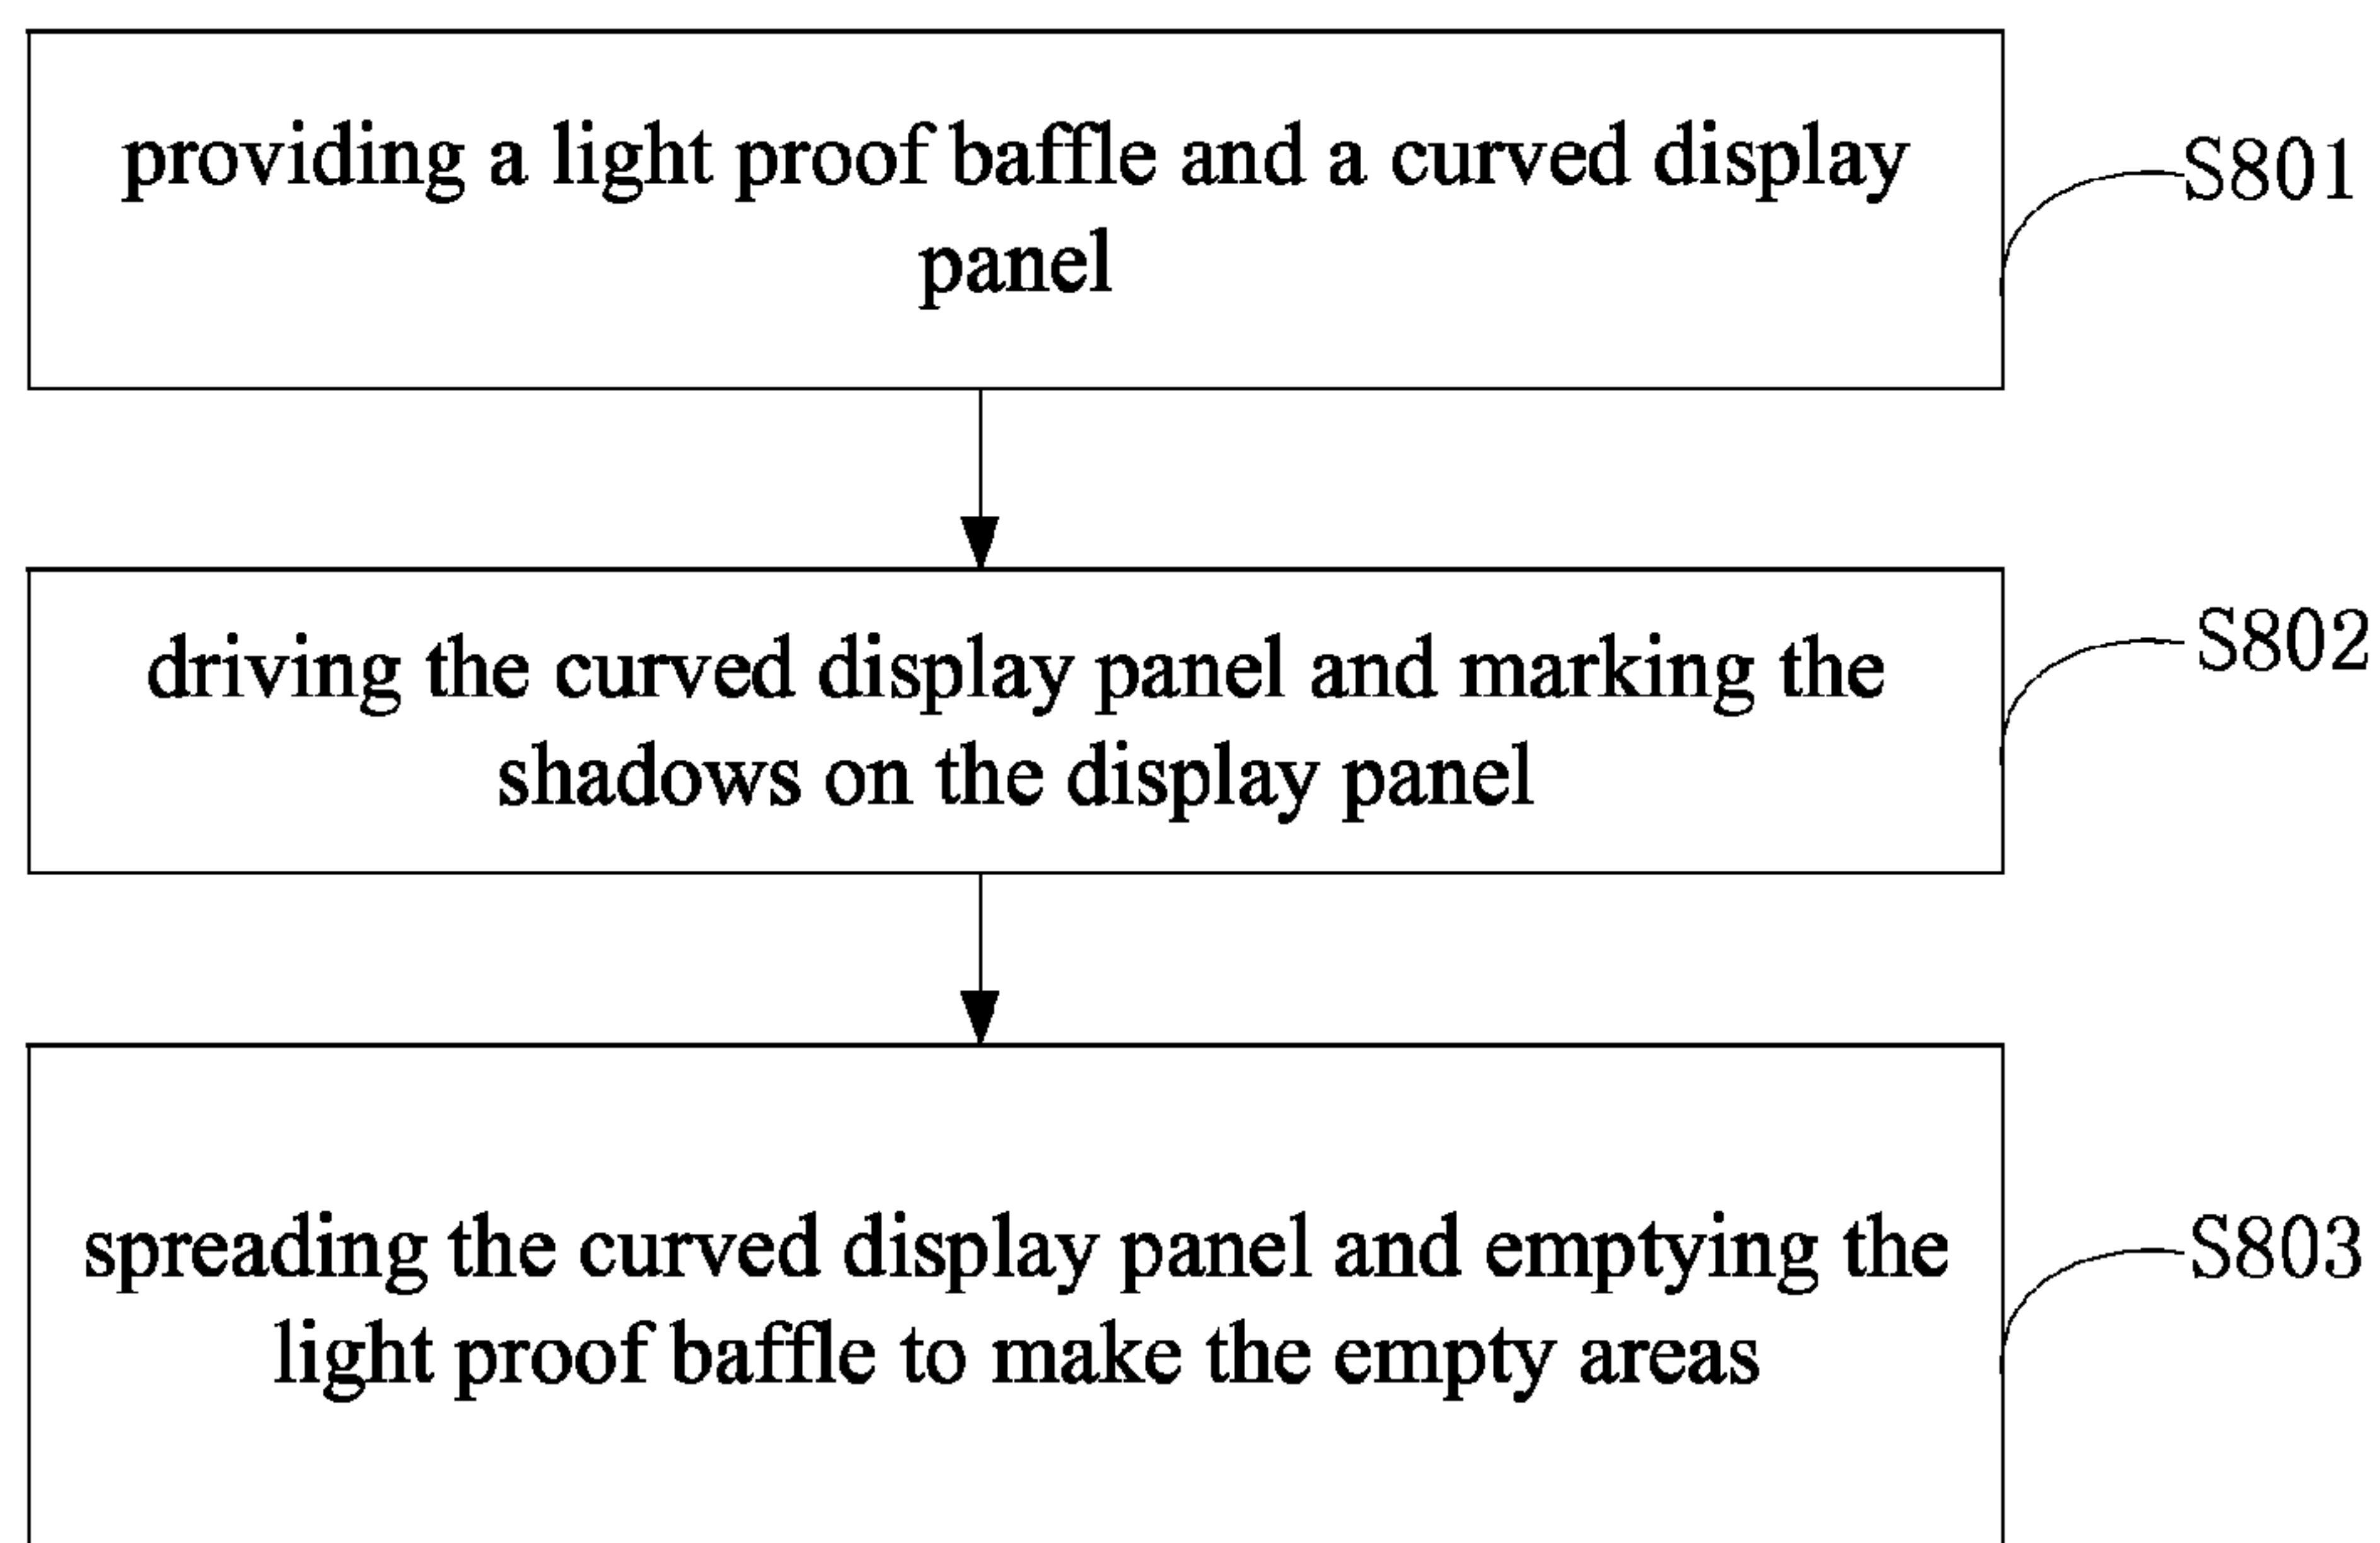 providing a light proof baffle and a curved display
panel
S801
driving the curved display panel and marking the
shadows on the display panel
S802
spreading the curved display panel and emptying the
light proof baffle to make the empty areas
S803